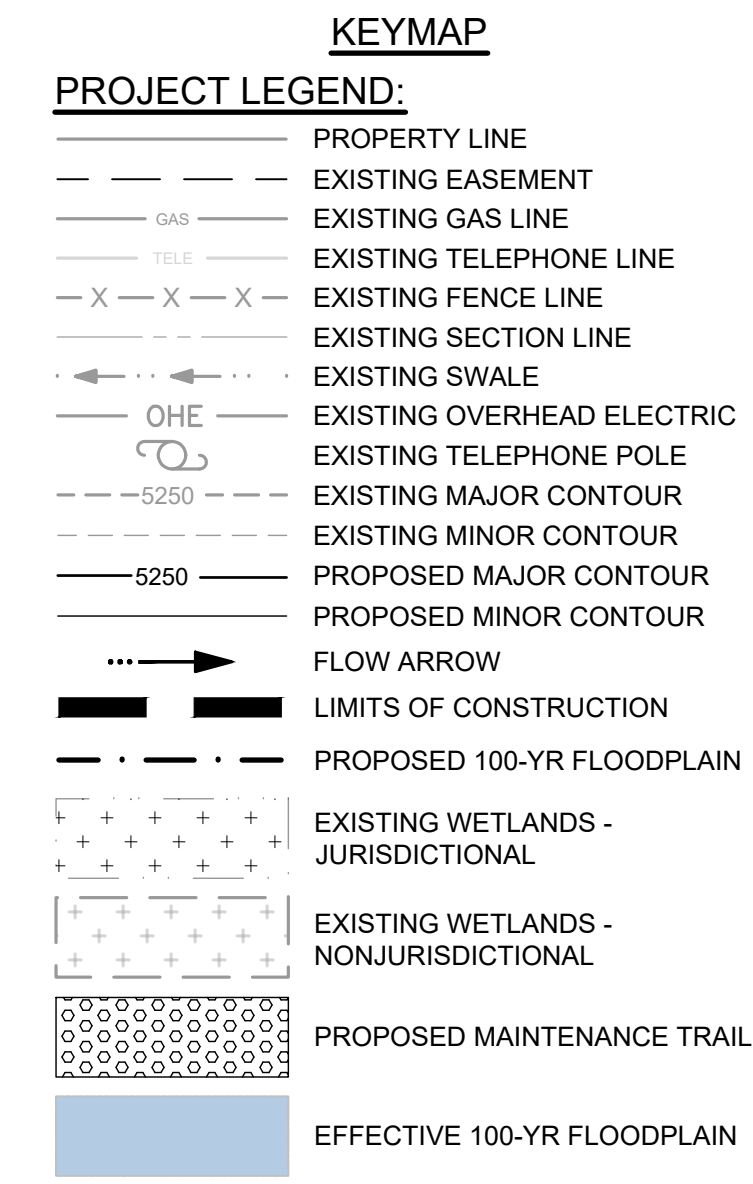 KEYMAP
PROJECT LEGEND:
PROPERTY LINE
EXISTING EASEMENT
GAS EXISTING GAS LINE
TELE EXISTING TELEPHONE LINE
X X X EXISTING FENCE LINE
EXISTING SECTION LINE
EXISTING SWALE
OHE EXISTING OVERHEAD ELECTRIC
EXISTING TELEPHONE POLE
5250 EXISTING MAJOR CONTOUR
EXISTING MINOR CONTOUR
5250 PROPOSED MAJOR CONTOUR
PROPOSED MINOR CONTOUR
FLOW ARROW
LIMITS OF CONSTRUCTION
PROPOSED 100-YR FLOODPLAIN
EXISTING WETLANDS -
JURISDICTIONAL
EXISTING WETLANDS -
NONJURISDICTIONAL
PROPOSED MAINTENANCE TRAIL
EFFECTIVE 100-YR FLOODPLAIN